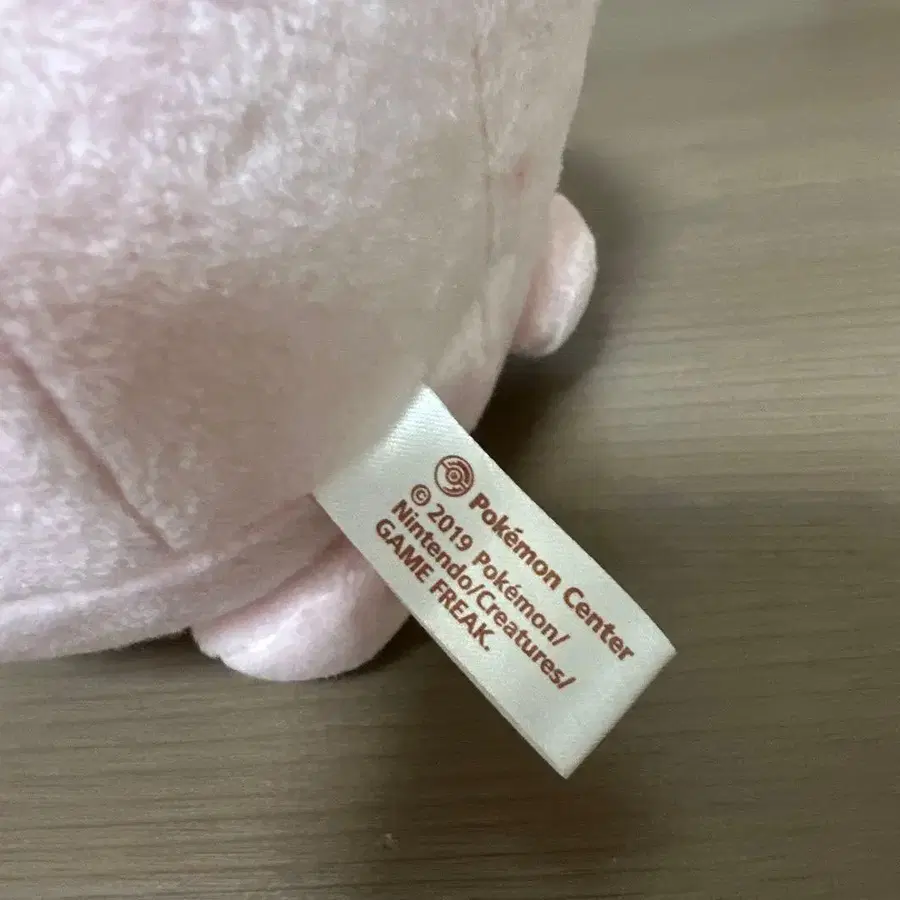 Pokémon Center
© 2019 Pokémon/
Nintendo/Creatures/
GAME FREAK.